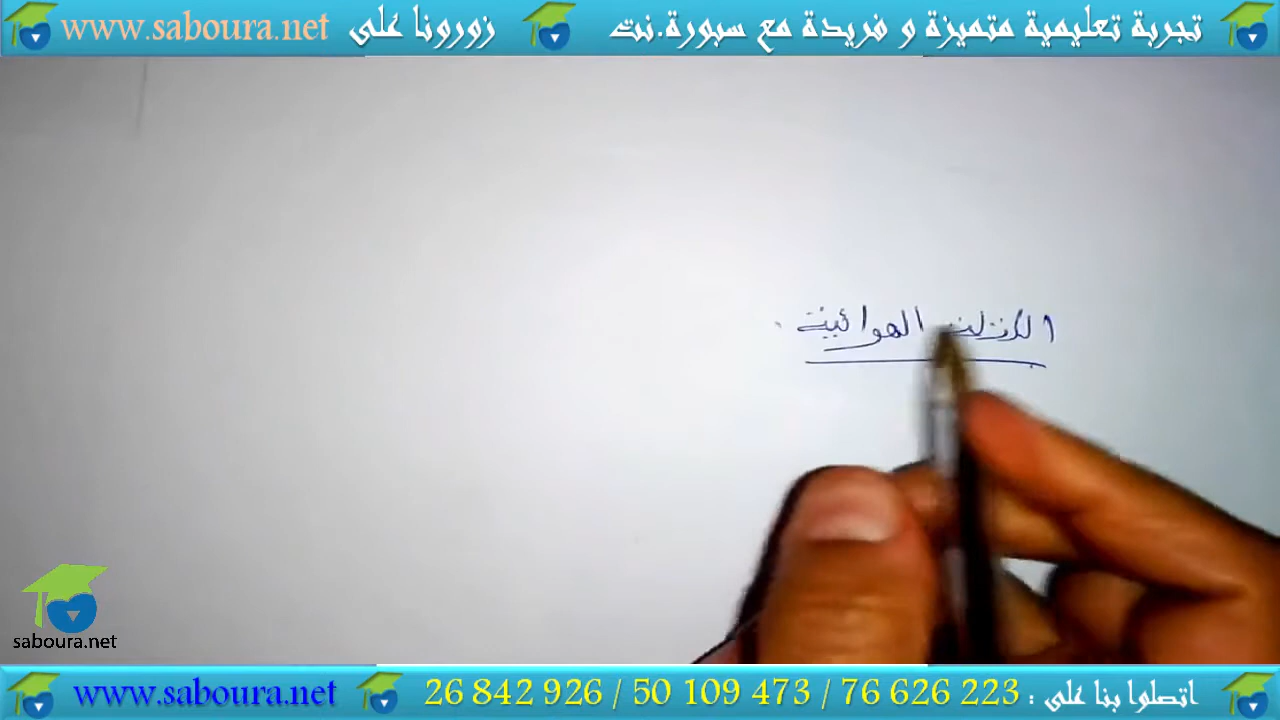 تجربة تعليمية متميزة و فريدة مع سبورة.نت زورونا على www.saboura.net
الهوائية
saboura.net
اتصلوا بنا على : 76 626 223 / 50 109 473 / 26 842 926 www.saboura.net